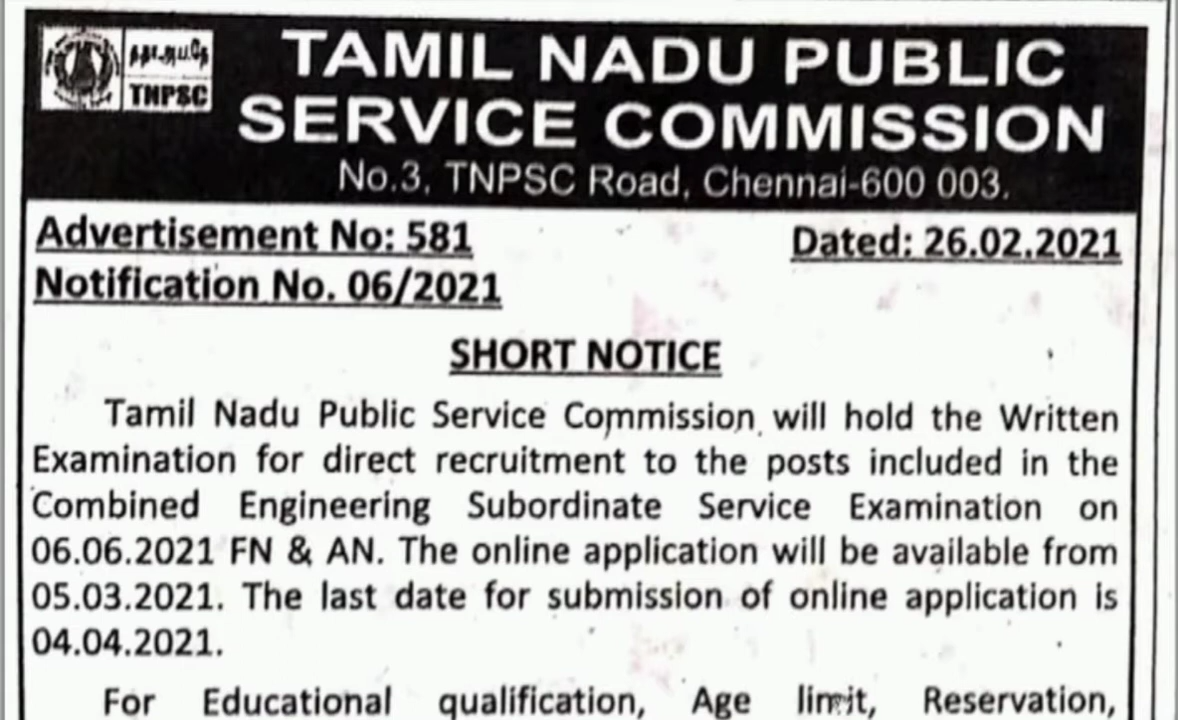 த.நா.அ.ப.தே
TNPSC
TAMIL NADU PUBLIC
SERVICE COMMISSION
No.3, TNPSC Road, Chennai-600 003.
Advertisement No: 581 Dated: 26.02.2021
Notification No. 06/2021
SHORT NOTICE
Tamil Nadu Public Service Commission will hold the Written
Examination for direct recruitment to the posts included in the
Combined Engineering Subordinate Service Examination on
06.06.2021 FN & AN. The online application will be available from
05.03.2021. The last date for submission of online application is
04.04.2021.
For Educational qualification, Age limit, Reservation,